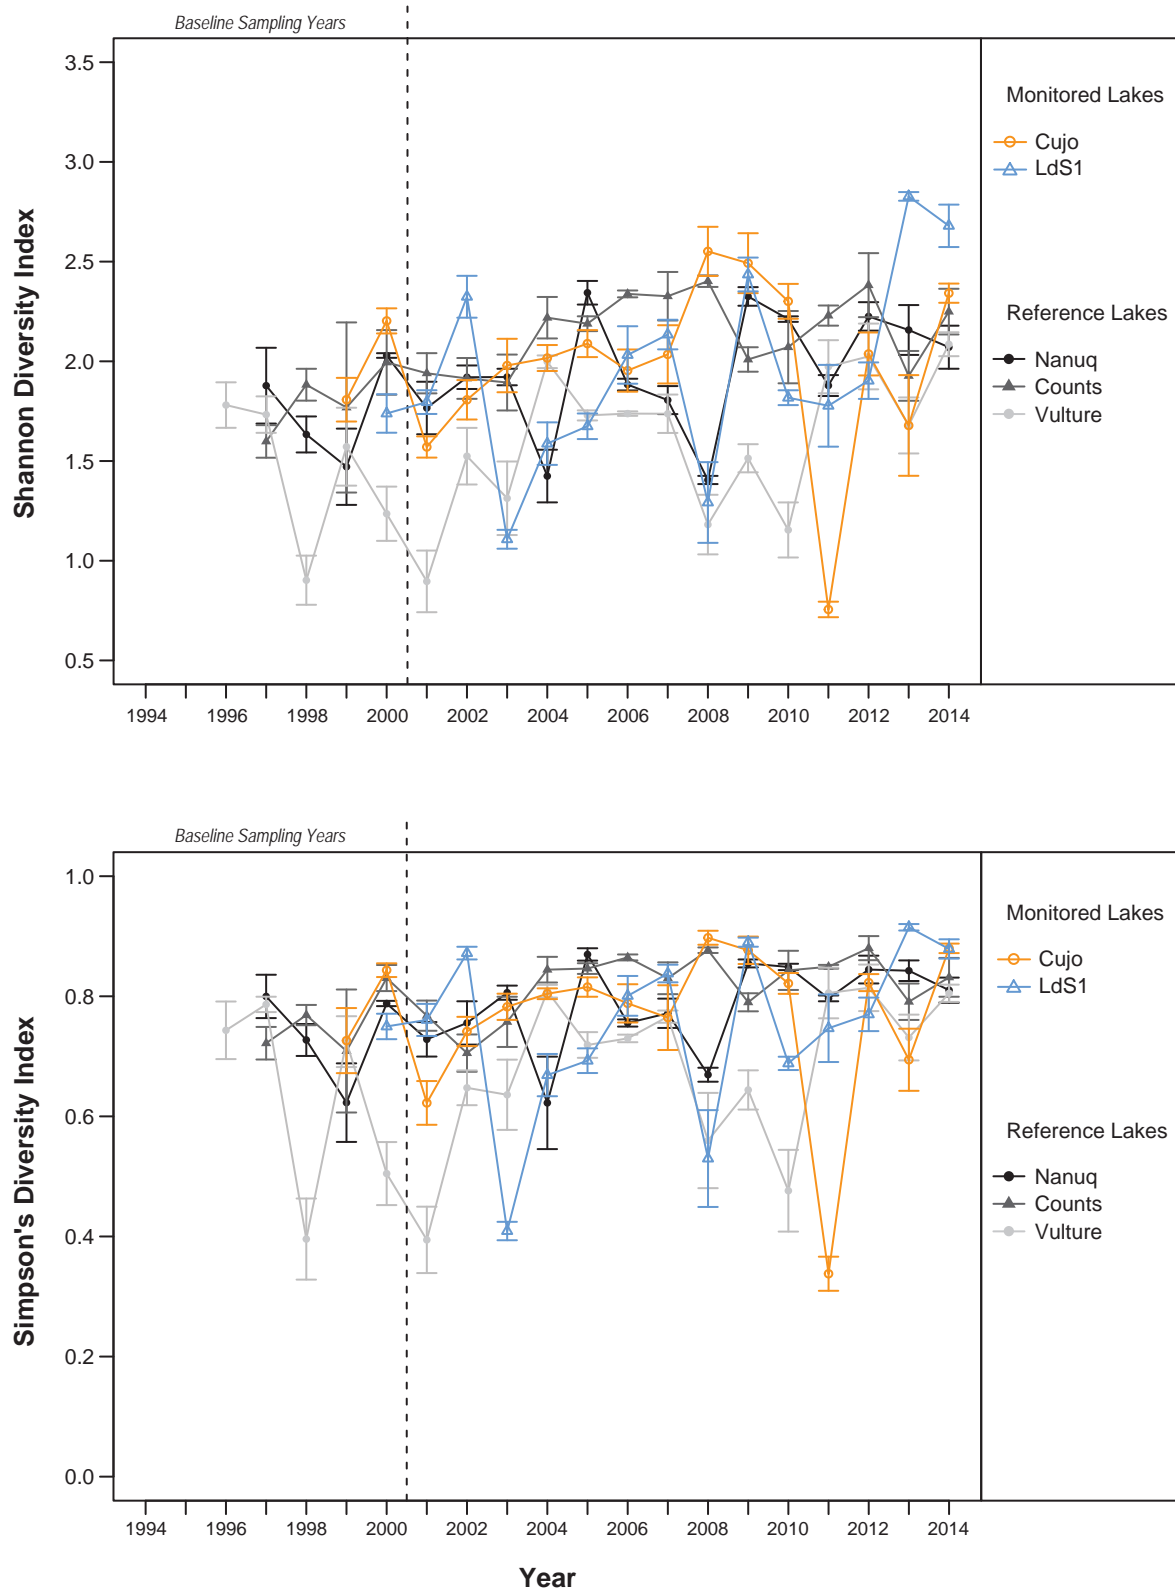 Baseline Sampling Years
Shannon Diversity Index
3.5
3.0
2.5
2.0
1.5
1.0
0.5
1994 1996 1998 2000 2002 2004 2006 2008 2010 2012 2014
Monitored Lakes
Cujo
LdS1
Reference Lakes
Nanuq
Counts
Vulture
Baseline Sampling Years
Simpson's Diversity Index
1.0
0.8
0.6
0.4
0.2
0.0
1994 1996 1998 2000 2002 2004 2006 2008 2010 2012 2014
Monitored Lakes
Cujo
LdS1
Reference Lakes
Nanuq
Counts
Vulture
Year